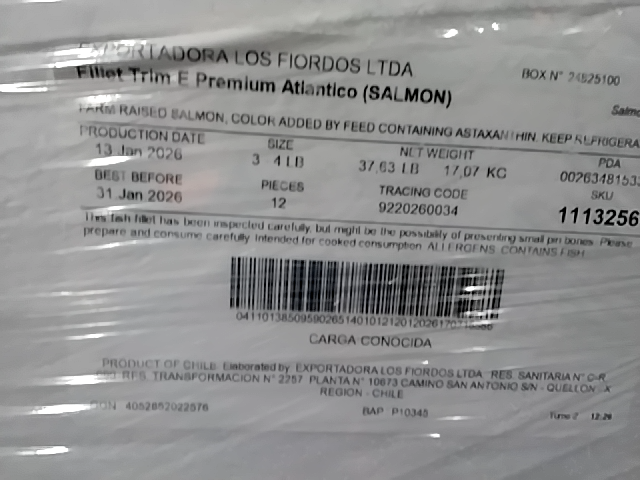 EXPORTADORA LOS FIORDOS LTDA
BOX N° 24525100
Fillet Trim E Premium Atlantico (SALMON)
FARM RAISED SALMON, COLOR ADDED BY FEED CONTAINING ASTAXANTHIN. KEEP REFRIGERA
PRODUCTION DATE SIZE NET WEIGHT PDA
13 Jan 2026 3 4 LB 37,63 LB 17,07 KG
BEST BEFORE PIECES TRACING CODE SKU
31 Jan 2026 12 9220260034 1113256
This fish fillet has been inspected carefully, but might be the possibility of presenting small pin bones. Please
prepare and consume carefully. Intended for cooked consumption. ALLERGENS: CONTAINS FISH
CARGA CONOCIDA
PRODUCT OF CHILE. Elaborated by: EXPORTADORA LOS FIORDOS LTDA. RES. SANITARIA N°
RES. TRANSFORMACION N° 2257 PLANTA N° 10673 CAMINO SAN ANTONIO S/N - QUELLON - X
REGION - CHILE
4052852022576 BAP P10345 Turno 2